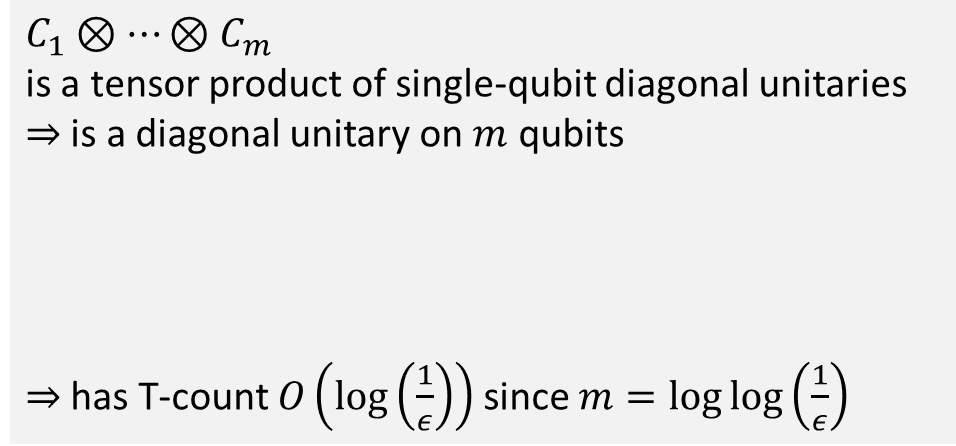 C₁ ⊗ ⋯ ⊗ Cₘ
is a tensor product of single-qubit diagonal unitaries
⇒ is a diagonal unitary on m qubits
⇒ has T-count O(log(1/ϵ)) since m = log log(1/ϵ)